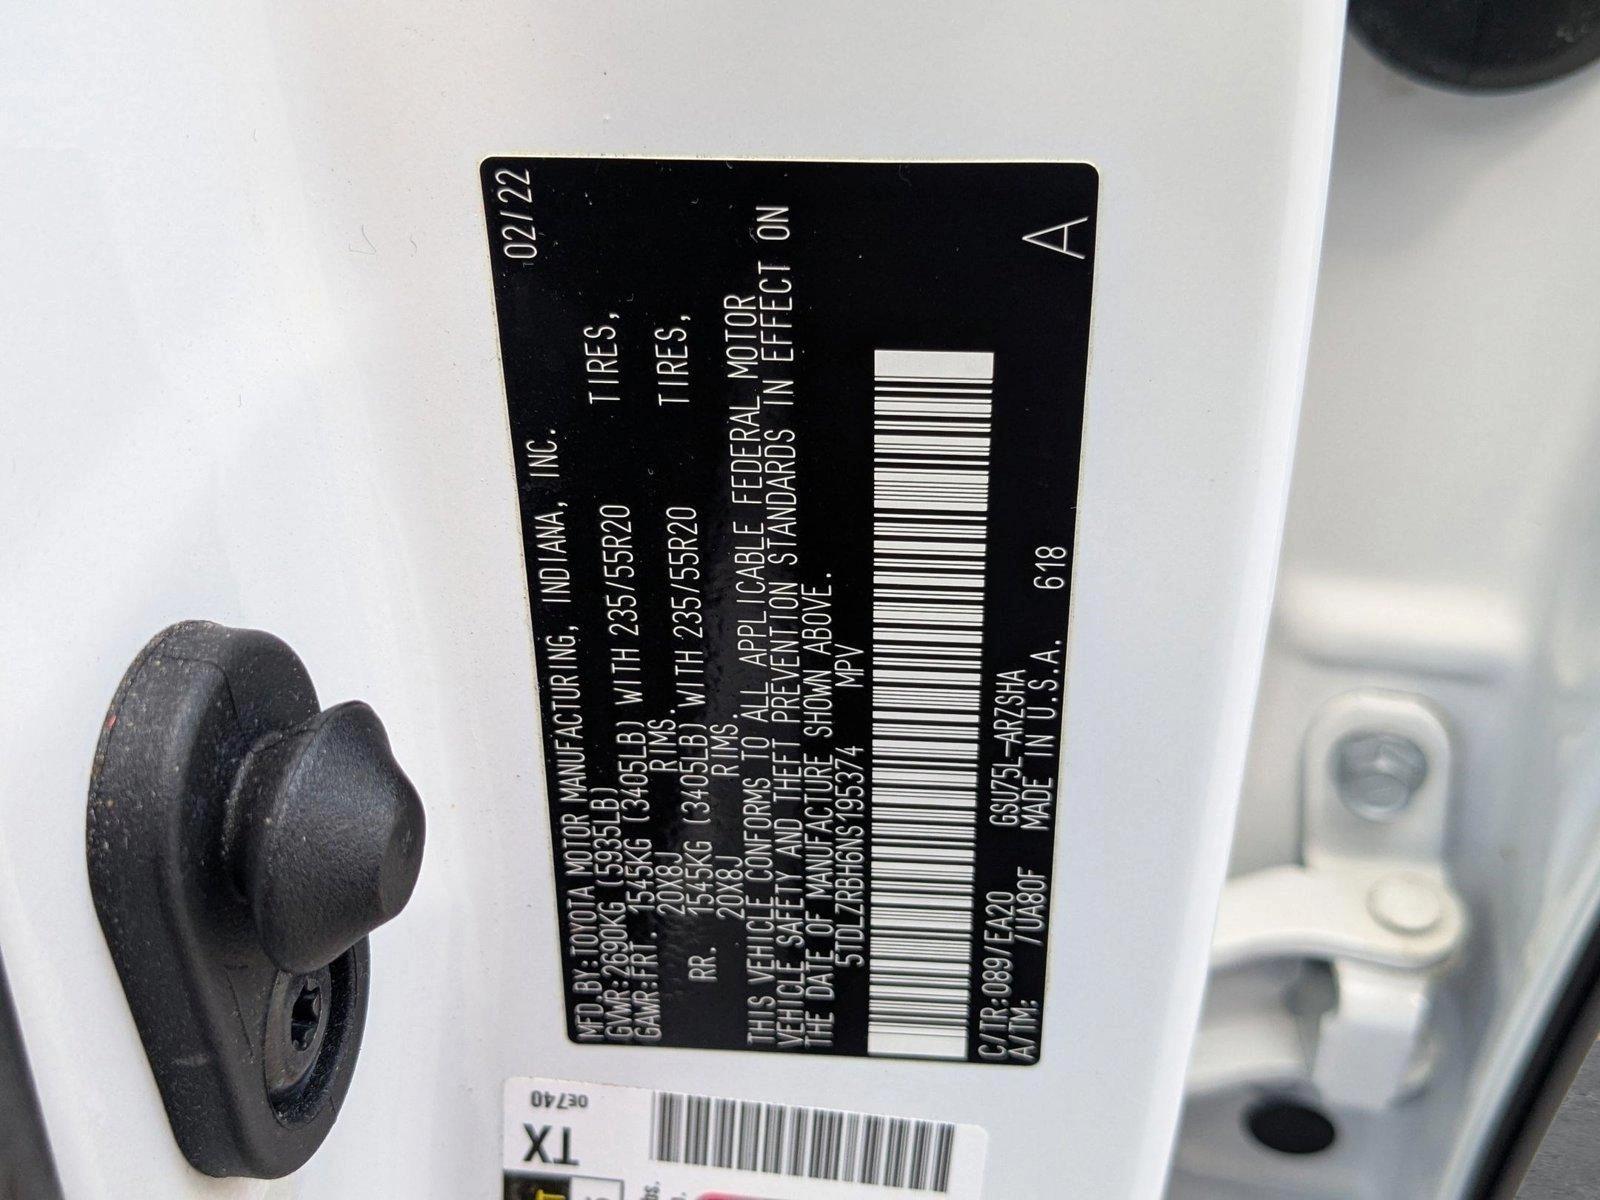 MFD.BY:TOYOTA MOTOR MANUFACTURING, INDIANA, INC. 02/22
GVWR:2690KG (5935LB)
GAWR:FRT. 1545KG (3405LB) WITH 235/55R20 TIRES,
20X8J RIMS.
RR. 1545KG (3405LB) WITH 235/55R20 TIRES,
20X8J RIMS.
THIS VEHICLE CONFORMS TO ALL APPLICABLE FEDERAL MOTOR
VEHICLE SAFETY AND THEFT PREVENTION STANDARDS IN EFFECT ON
THE DATE OF MANUFACTURE SHOWN ABOVE.
5TDLZRBH6NS195374 MPV
C/TR:089/EA20 GSU75L-ARZSHA
A/TM: /UA80F MADE IN U.S.A. 618 A
OE740
TX